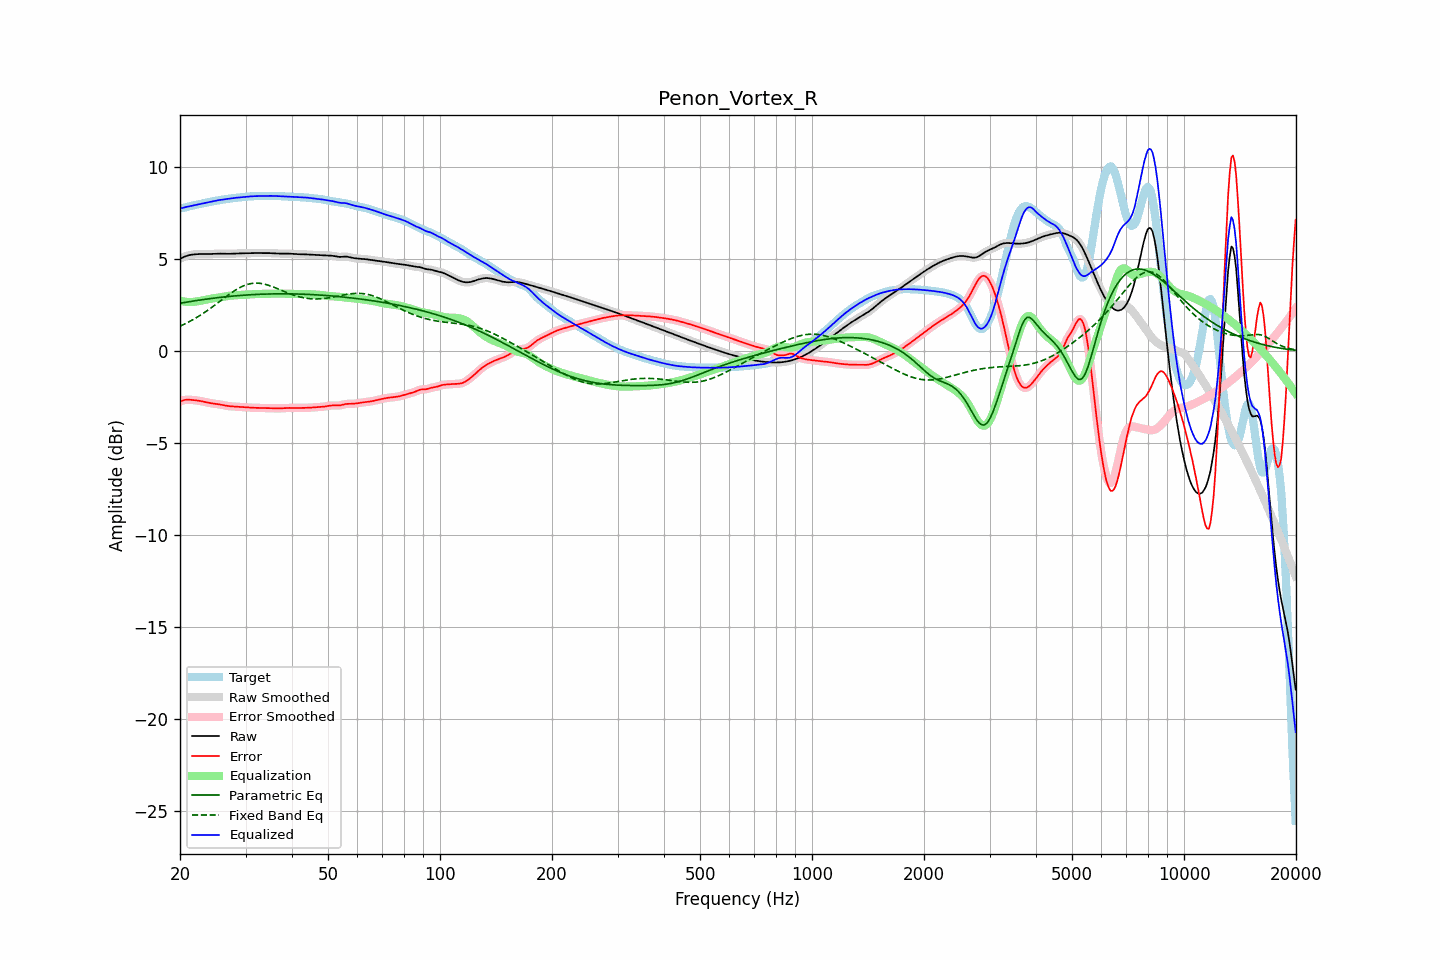 Penon_Vortex_R
10
5
0
−5
−10
−15
−20
−25
Amplitude (dBr)
Target
Raw Smoothed
Error Smoothed
Raw
Error
Equalization
Parametric Eq
Fixed Band Eq
Equalized
20 50 100 200 500 1000 2000 5000 10000 20000
Frequency (Hz)